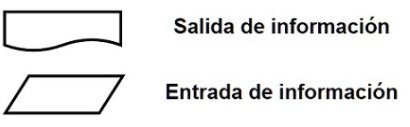 Salida de información
Entrada de información